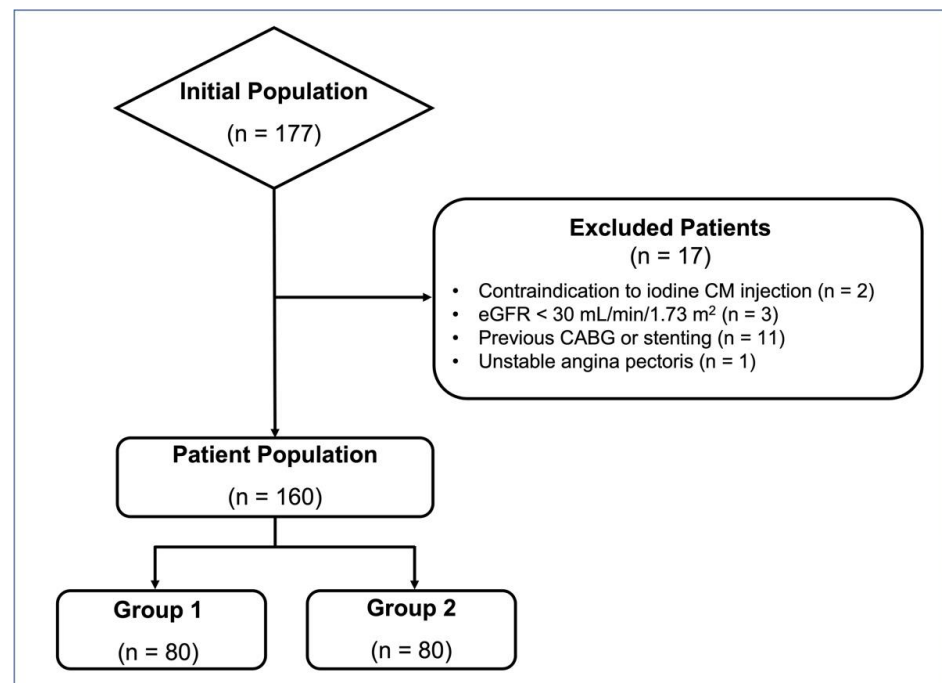 Initial Population
(n = 177)
Excluded Patients
(n = 17)
• Contraindication to iodine CM injection (n = 2)
• eGFR < 30 mL/min/1.73 m² (n = 3)
• Previous CABG or stenting (n = 11)
• Unstable angina pectoris (n = 1)
Patient Population
(n = 160)
Group 1
(n = 80)
Group 2
(n = 80)